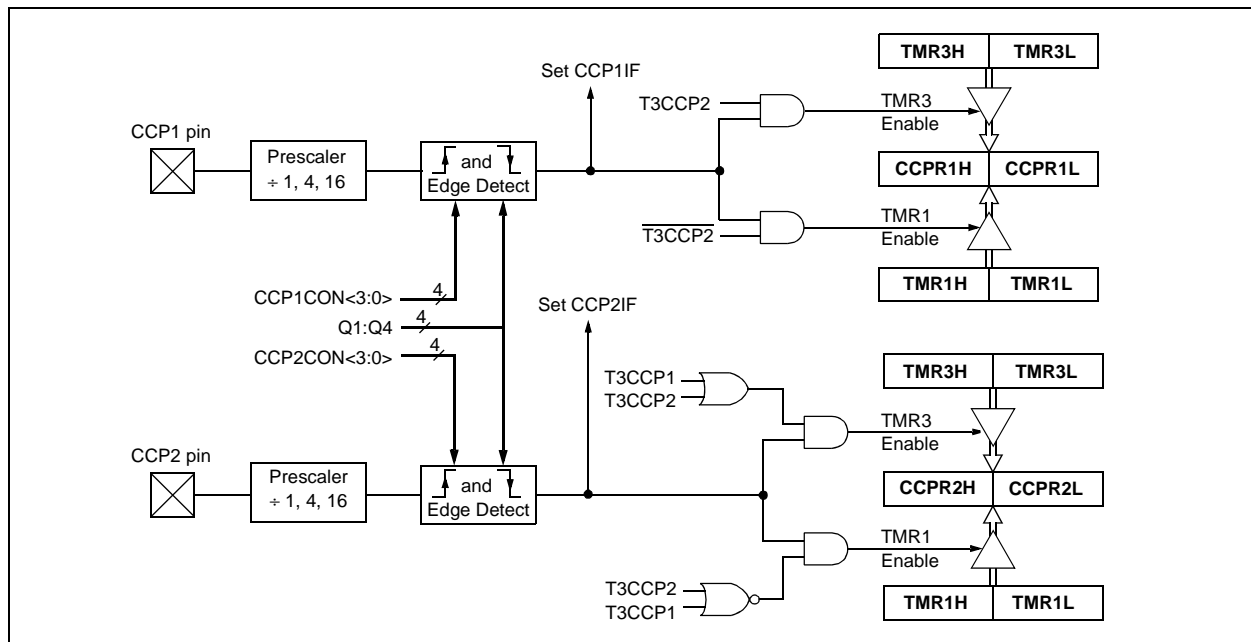 TMR3H TMR3L
Set CCP1IF
T3CCP2
TMR3
Enable
CCP1 pin
Prescaler
÷ 1, 4, 16
and
Edge Detect
CCPR1H CCPR1L
T3CCP2
TMR1
Enable
TMR1H TMR1L
CCP1CON<3:0> 4
Q1:Q4 4
CCP2CON<3:0> 4
Set CCP2IF
TMR3H TMR3L
T3CCP1
T3CCP2
TMR3
Enable
CCP2 pin
Prescaler
÷ 1, 4, 16
and
Edge Detect
CCPR2H CCPR2L
TMR1
Enable
T3CCP2
T3CCP1
TMR1H TMR1L